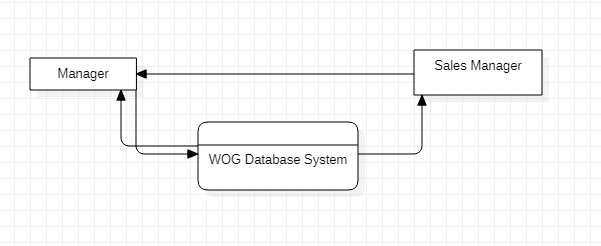 Manager
Sales Manager
WOG Database System